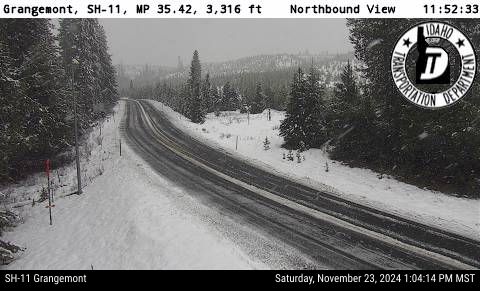 Grangemont, SH-11, MP 35.42, 3,316 ft Northbound View 11:52:33
IDAHO
TRANSPORTATION DEPARTMENT
SH-11 Grangemont Saturday, November 23, 2024 1:04:14 PM MST